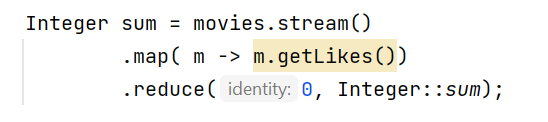 Integer sum = movies.stream()
.map( m -> m.getLikes())
.reduce( identity: 0, Integer::sum);